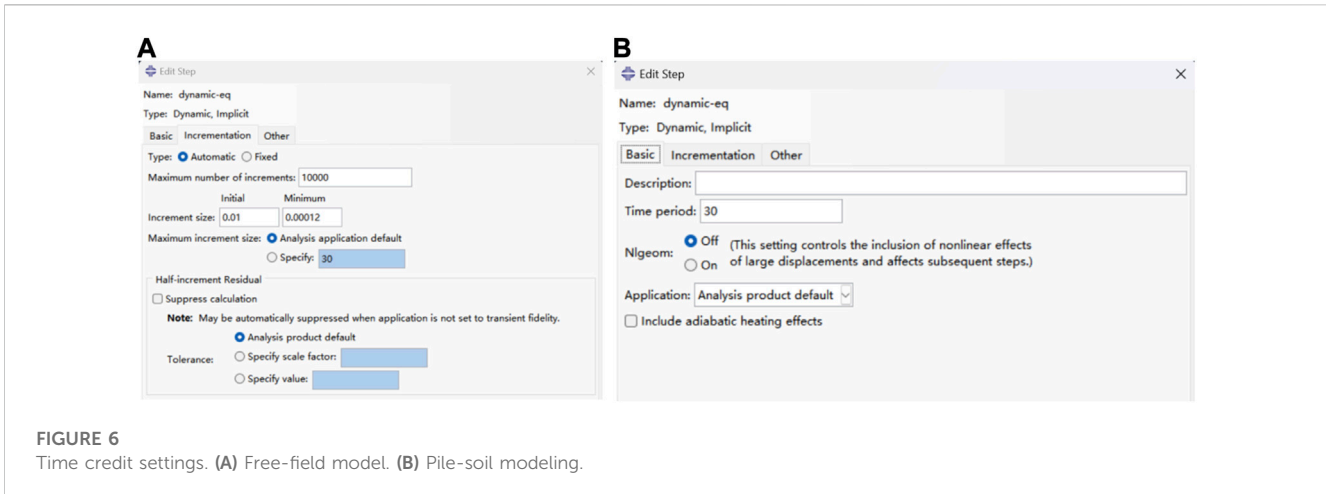 A
Edit Step
Name: dynamic-eq
Type: Dynamic, Implicit
Basic Incrementation Other
Type: Automatic Fixed
Maximum number of increments: 10000
Initial Minimum
Increment size: 0.01 0.00012
Maximum increment size: Analysis application default
Specify: 30
Half-increment Residual
Suppress calculation
Note: May be automatically suppressed when application is not set to transient fidelity.
Analysis product default
Tolerance: Specify scale factor:
Specify value:
B
Edit Step
Name: dynamic-eq
Type: Dynamic, Implicit
Basic Incrementation Other
Description:
Time period: 30
Nlgeom: Off (This setting controls the inclusion of nonlinear effects
On of large displacements and affects subsequent steps.)
Application: Analysis product default
Include adiabatic heating effects
FIGURE 6
Time credit settings. (A) Free-field model. (B) Pile-soil modeling.